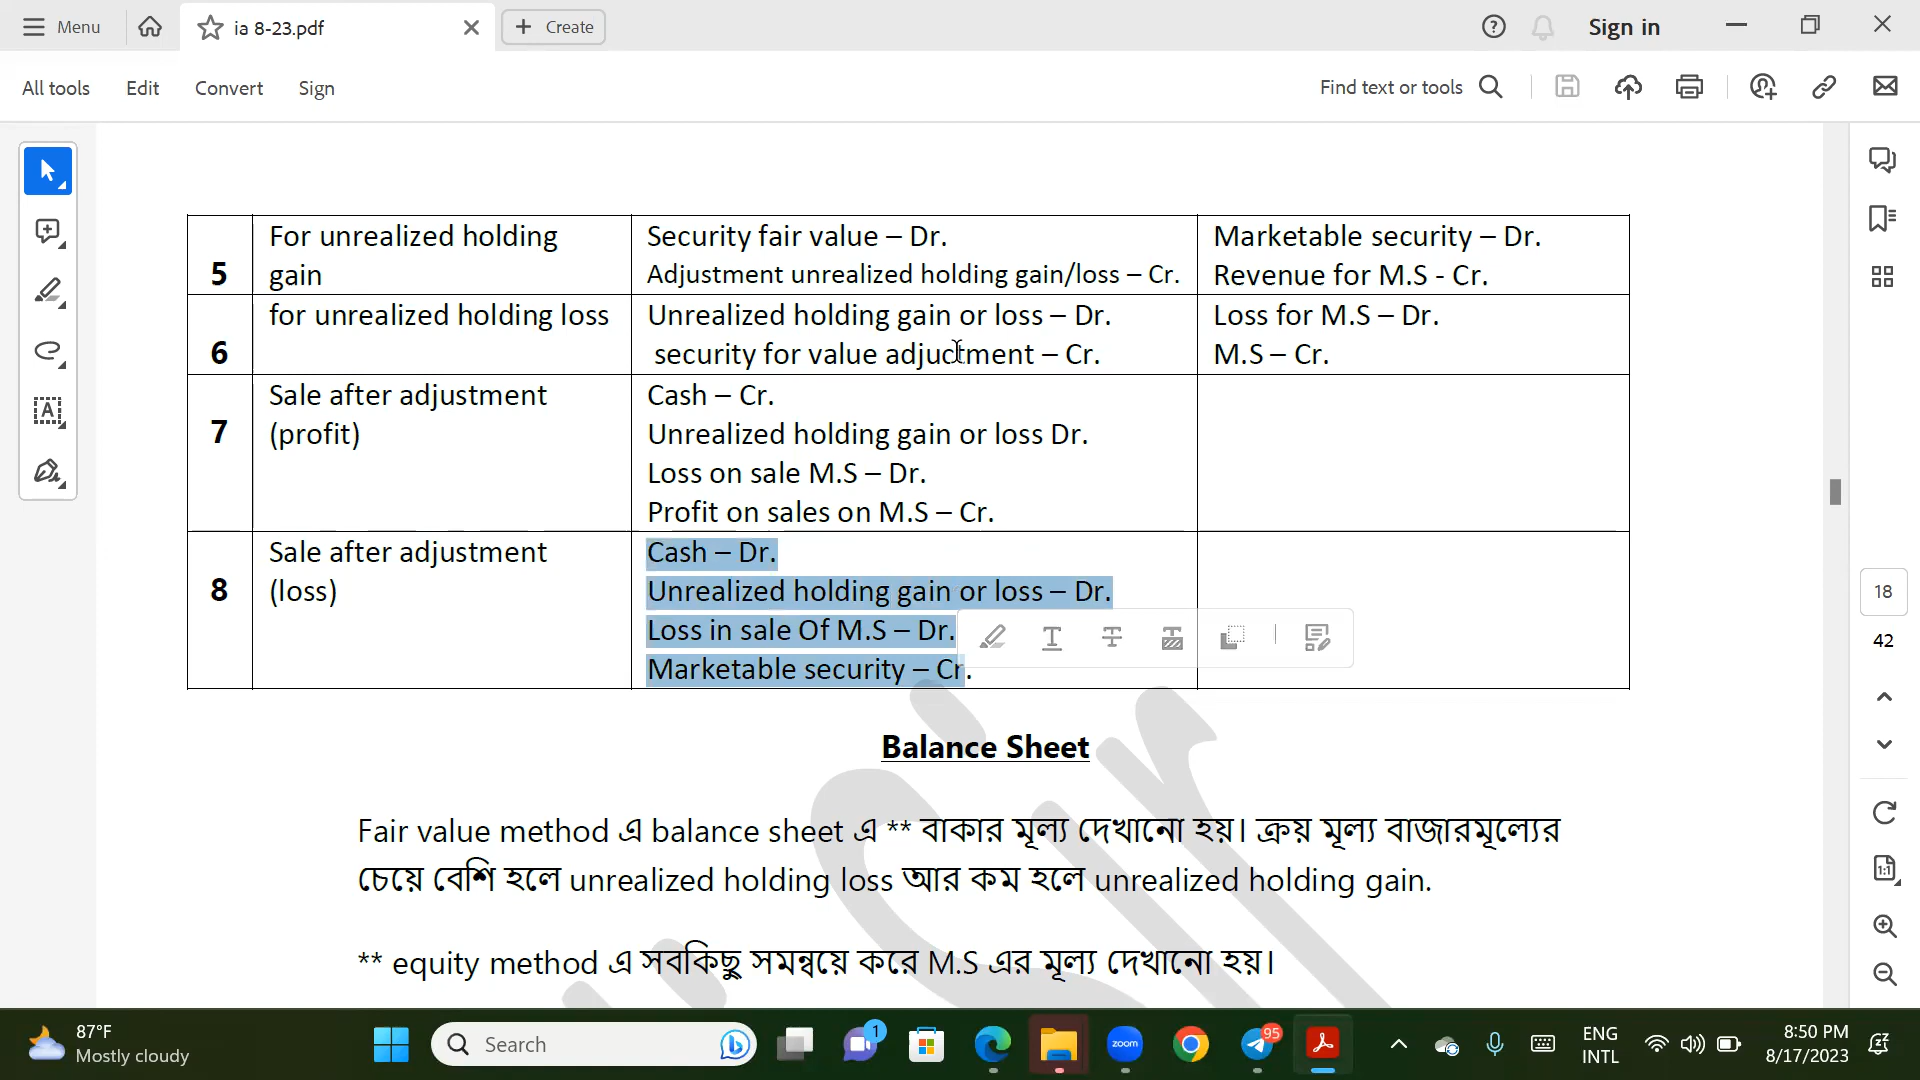 Menu
ia 8-23.pdf
Create
Sign in
All tools Edit Convert Sign
Find text or tools
5
For unrealized holding
gain
Security fair value – Dr.
Adjustment unrealized holding gain/loss – Cr.
Marketable security – Dr.
Revenue for M.S - Cr.
6
for unrealized holding loss
Unrealized holding gain or loss – Dr.
security for value adjuctment – Cr.
Loss for M.S – Dr.
M.S – Cr.
7
Sale after adjustment
(profit)
Cash – Cr.
Unrealized holding gain or loss Dr.
Loss on sale M.S – Dr.
Profit on sales on M.S – Cr.
8
Sale after adjustment
(loss)
Cash – Dr.
Unrealized holding gain or loss – Dr.
Loss in sale Of M.S – Dr.
Marketable security – Cr.
Balance Sheet
Fair value method এ balance sheet এ ** বাকার মূল্য দেখানো হয়। ক্রয় মূল্য বাজারমূল্যের
চেয়ে বেশি হলে unrealized holding loss আর কম হলে unrealized holding gain.
** equity method এ সবকিছু সমন্বয়ে করে M.S এর মূল্য দেখানো হয়।
Sir
18
42
1:1
87°F
Mostly cloudy
Search
1
zoom
95
ENG
INTL
8:50 PM
8/17/2023